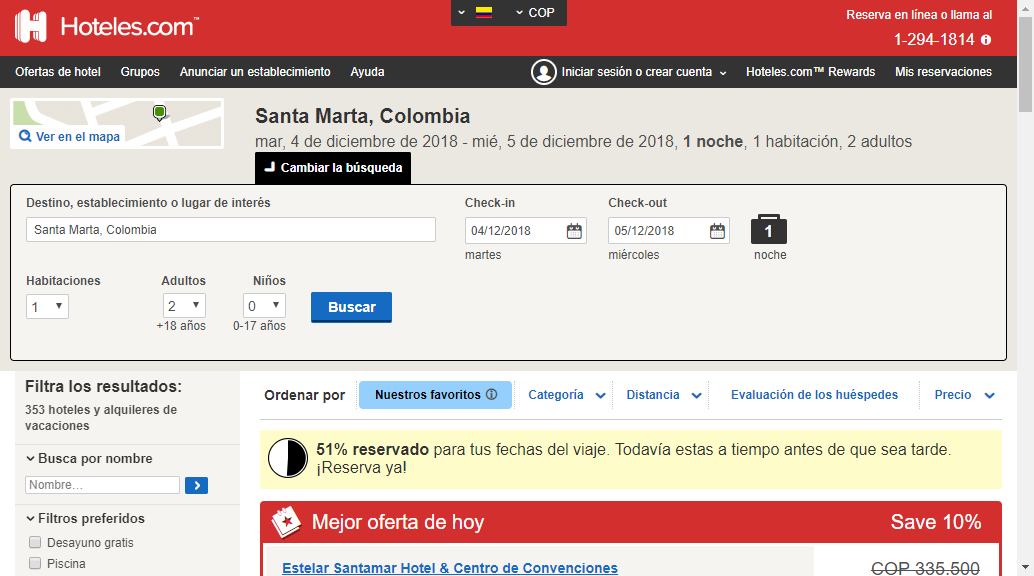 Hoteles.com™
COP
Reserva en línea o llama al
1-294-1814
Ofertas de hotel Grupos Anunciar un establecimiento Ayuda
Iniciar sesión o crear cuenta Hoteles.com™ Rewards Mis reservaciones
Ver en el mapa
Santa Marta, Colombia
mar, 4 de diciembre de 2018 - mié, 5 de diciembre de 2018, 1 noche, 1 habitación, 2 adultos
Cambiar la búsqueda
Destino, establecimiento o lugar de interés Check-in Check-out
Santa Marta, Colombia 04/12/2018 05/12/2018 1
martes miércoles noche
Habitaciones Adultos Niños
1 2 0 Buscar
+18 años 0-17 años
Filtra los resultados:
353 hoteles y alquileres de
vacaciones
Busca por nombre
Nombre...
Filtros preferidos
Desayuno gratis
Piscina
Ordenar por Nuestros favoritos Categoría Distancia Evaluación de los huéspedes Precio
51% reservado para tus fechas del viaje. Todavía estas a tiempo antes de que sea tarde.
¡Reserva ya!
Mejor oferta de hoy Save 10%
Estelar Santamar Hotel & Centro de Convenciones COP 335.500